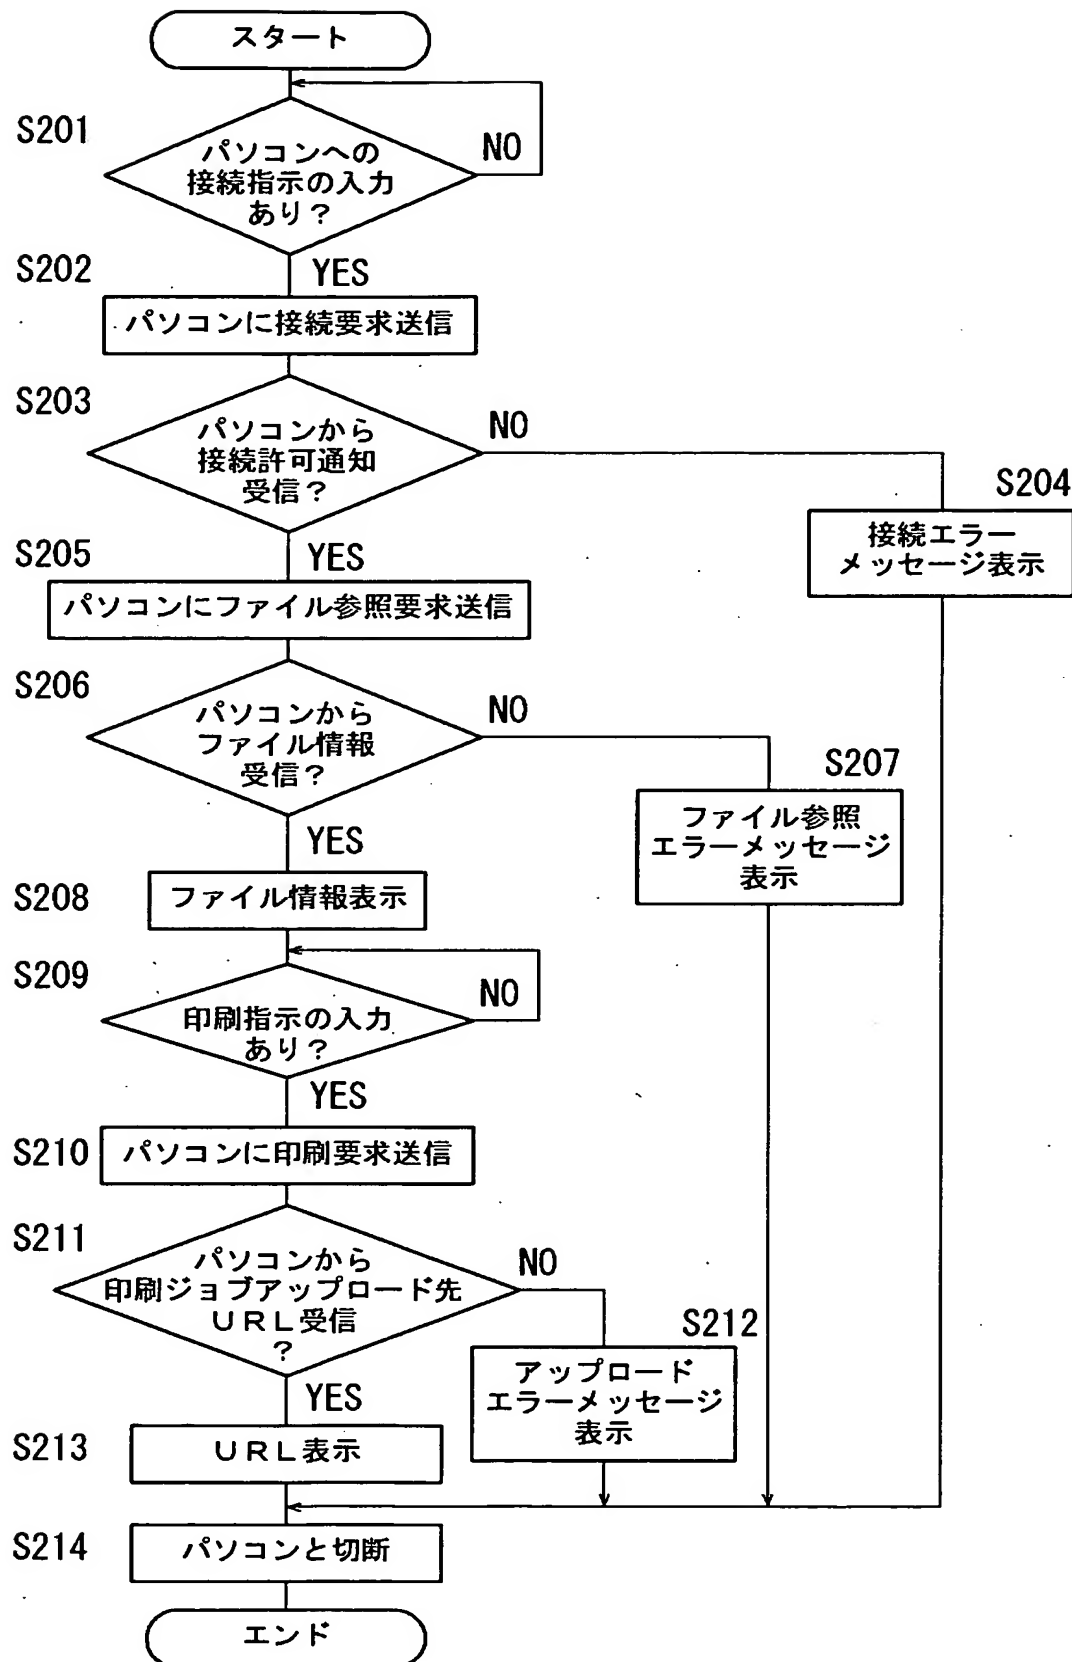 スタート
S201
パソコンへの
接続指示の入力
あり？
NO
S202
YES
パソコンに接続要求送信
S203
パソコンから
接続許可通知
受信？
NO
S204
接続エラー
メッセージ表示
S205
YES
パソコンにファイル参照要求送信
S206
パソコンから
ファイル情報
受信？
NO
S207
ファイル参照
エラーメッセージ
表示
YES
S208
ファイル情報表示
S209
印刷指示の入力
あり？
NO
YES
S210
パソコンに印刷要求送信
S211
パソコンから
印刷ジョブアップロード先
ＵＲＬ受信
？
NO
S212
アップロード
エラーメッセージ
表示
YES
S213
ＵＲＬ表示
S214
パソコンと切断
エンド